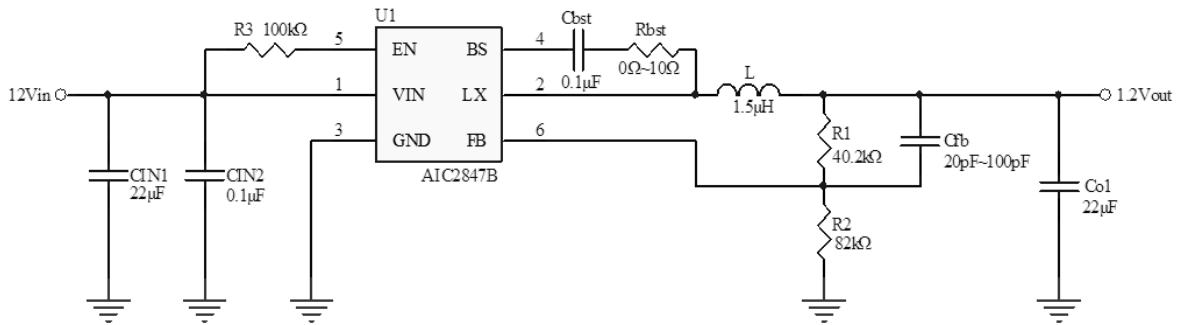 U1
R3 100kΩ
5
EN
BS
4
Cbst
0.1μF
Rbst
0Ω~10Ω
12Vin
1
VIN
LX
2
L
1.5μH
1.2Vout
3
GND
FB
6
AIC2847B
CIN1
22μF
CIN2
0.1μF
R1
40.2kΩ
Cfb
20pF~100pF
R2
82kΩ
Co1
22μF